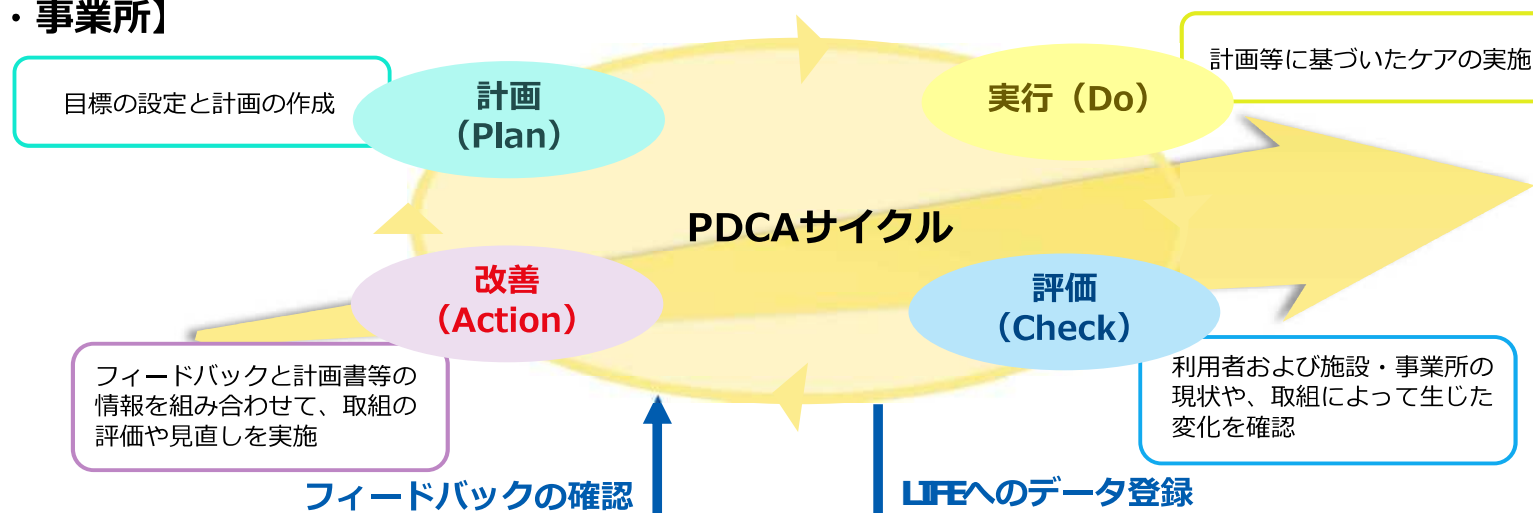 ・事業所】
目標の設定と計画の作成
計画
（Plan）
実行（Do）
計画等に基づいたケアの実施
PDCAサイクル
改善
（Action）
評価
（Check）
フィードバックと計画書等の
情報を組み合わせて、取組の
評価や見直しを実施
利用者および施設・事業所の
現状や、取組によって生じた
変化を確認
フィードバックの確認
LIFEへのデータ登録